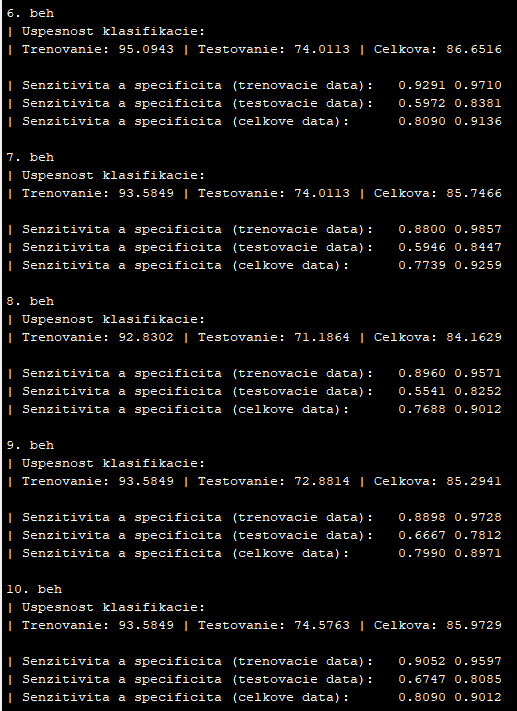 6. beh
| Uspesnost klasifikacie:
| Trenovanie: 95.0943 | Testovanie: 74.0113 | Celkova: 86.6516
| Senzitivita a specificita (trenovacie data): 0.9291 0.9710
| Senzitivita a specificita (testovacie data): 0.5972 0.8381
| Senzitivita a specificita (celkove data): 0.8090 0.9136
7. beh
| Uspesnost klasifikacie:
| Trenovanie: 93.5849 | Testovanie: 74.0113 | Celkova: 85.7466
| Senzitivita a specificita (trenovacie data): 0.8800 0.9857
| Senzitivita a specificita (testovacie data): 0.5946 0.8447
| Senzitivita a specificita (celkove data): 0.7739 0.9259
8. beh
| Uspesnost klasifikacie:
| Trenovanie: 92.8302 | Testovanie: 71.1864 | Celkova: 84.1629
| Senzitivita a specificita (trenovacie data): 0.8960 0.9571
| Senzitivita a specificita (testovacie data): 0.5541 0.8252
| Senzitivita a specificita (celkove data): 0.7688 0.9012
9. beh
| Uspesnost klasifikacie:
| Trenovanie: 93.5849 | Testovanie: 72.8814 | Celkova: 85.2941
| Senzitivita a specificita (trenovacie data): 0.8898 0.9728
| Senzitivita a specificita (testovacie data): 0.6667 0.7812
| Senzitivita a specificita (celkove data): 0.7990 0.8971
10. beh
| Uspesnost klasifikacie:
| Trenovanie: 93.5849 | Testovanie: 74.5763 | Celkova: 85.9729
| Senzitivita a specificita (trenovacie data): 0.9052 0.9597
| Senzitivita a specificita (testovacie data): 0.6747 0.8085
| Senzitivita a specificita (celkove data): 0.8090 0.9012